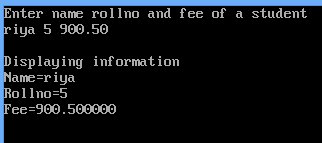 Enter name rollno and fee of a student
riya 5 900.50
Displaying information
Name=riya
Rollno=5
Fee=900.500000